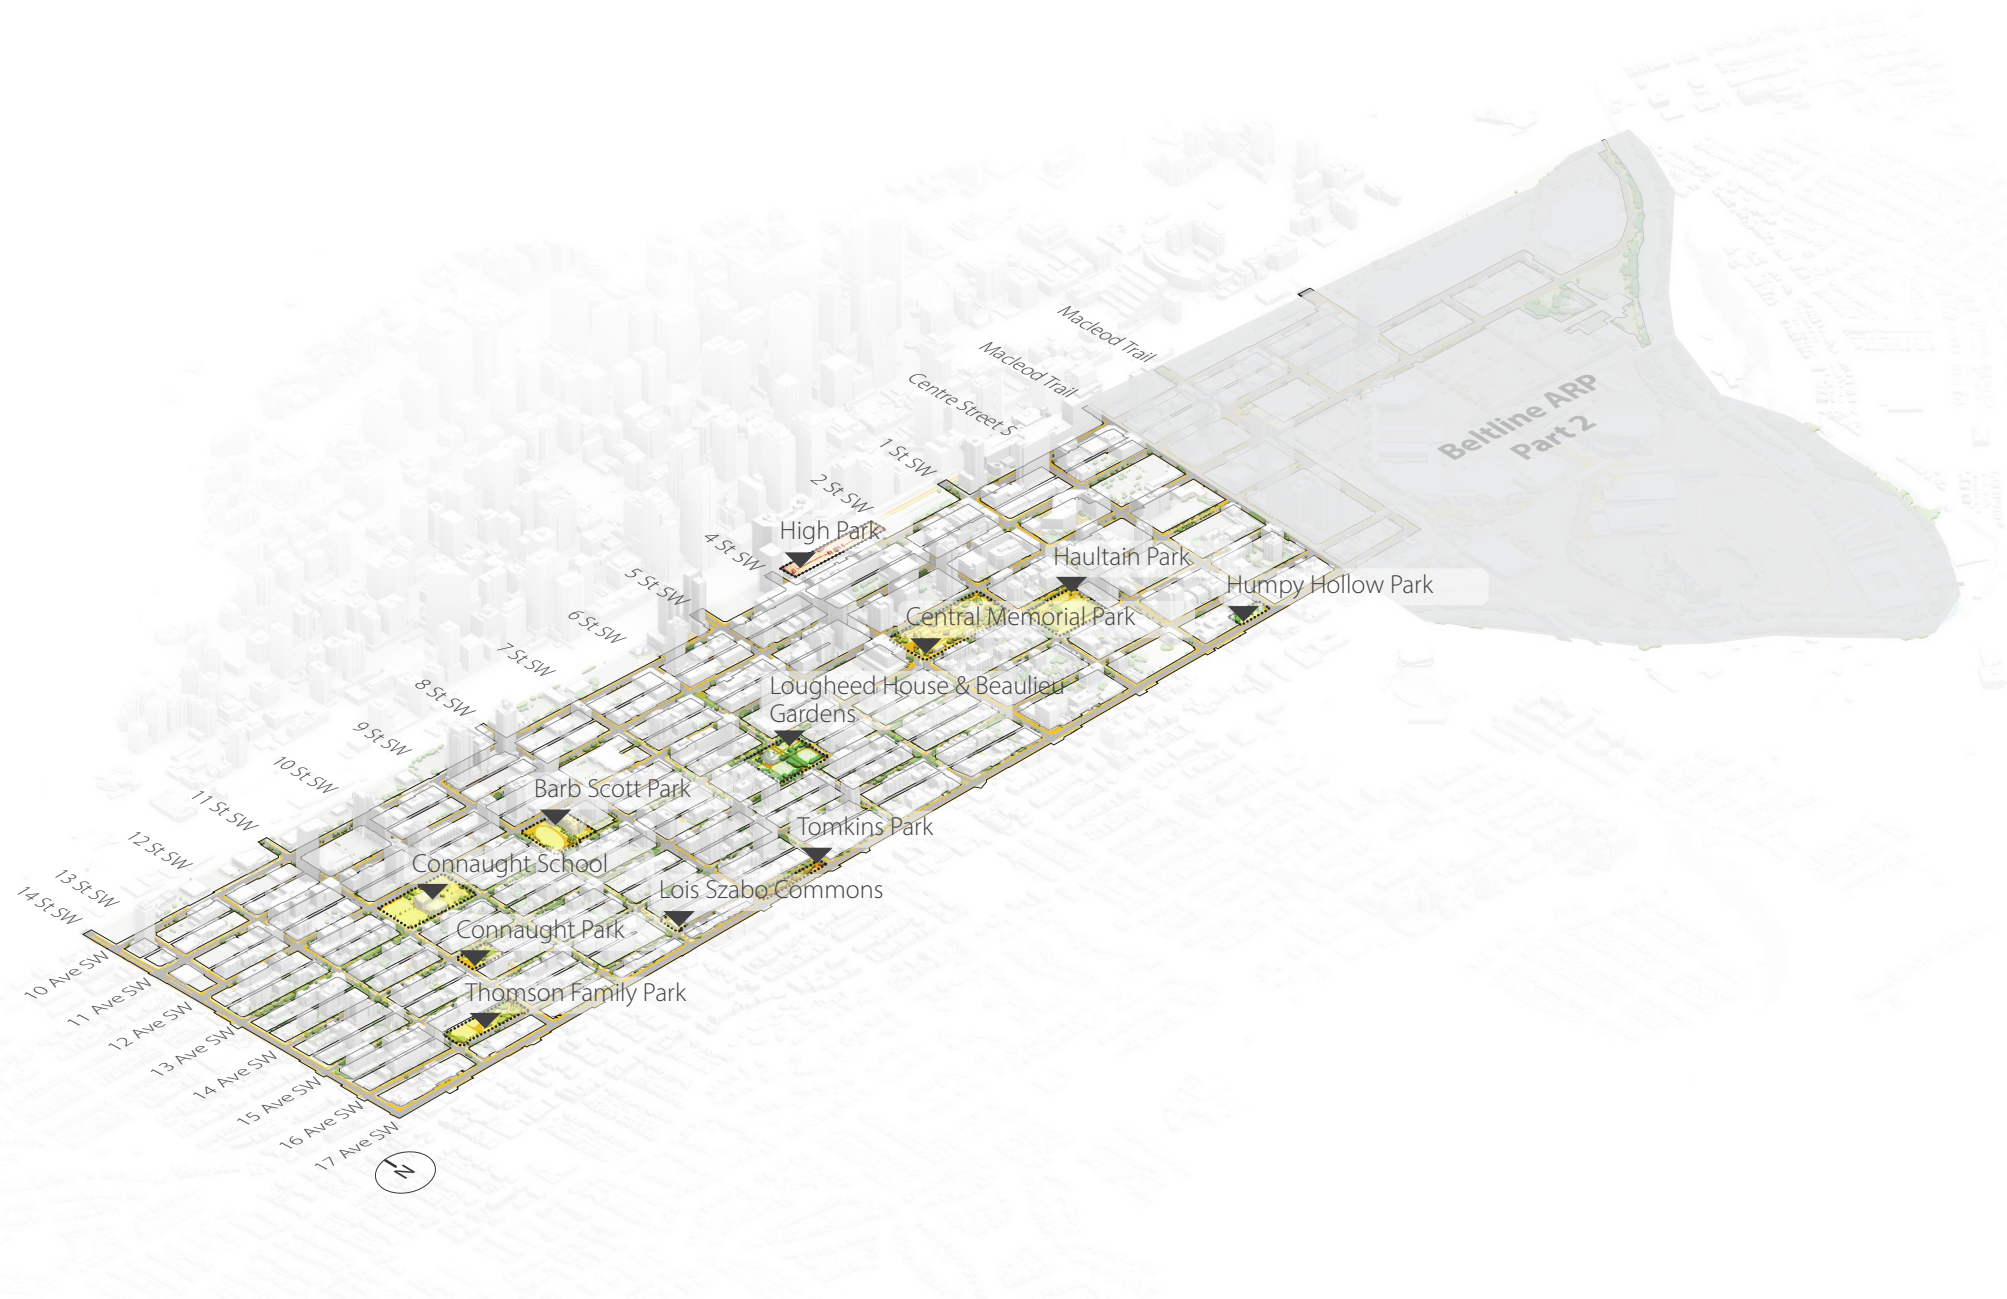 Macleod Trail
Macleod Trail
Centre Street S
1 St SW
2 St SW
4 St SW
5 St SW
6 St SW
7 St SW
8 St SW
9 St SW
10 St SW
11 St SW
12 St SW
13 St SW
14 St SW
Beltline ARP
Part 2
High Park
Haultain Park
Humpy Hollow Park
Central Memorial Park
Lougheed House & Beaulieu
Gardens
Barb Scott Park
Tomkins Park
Connaught School
Lois Szabo Commons
Connaught Park
Thomson Family Park
10 Ave SW
11 Ave SW
12 Ave SW
13 Ave SW
14 Ave SW
15 Ave SW
16 Ave SW
17 Ave SW
N